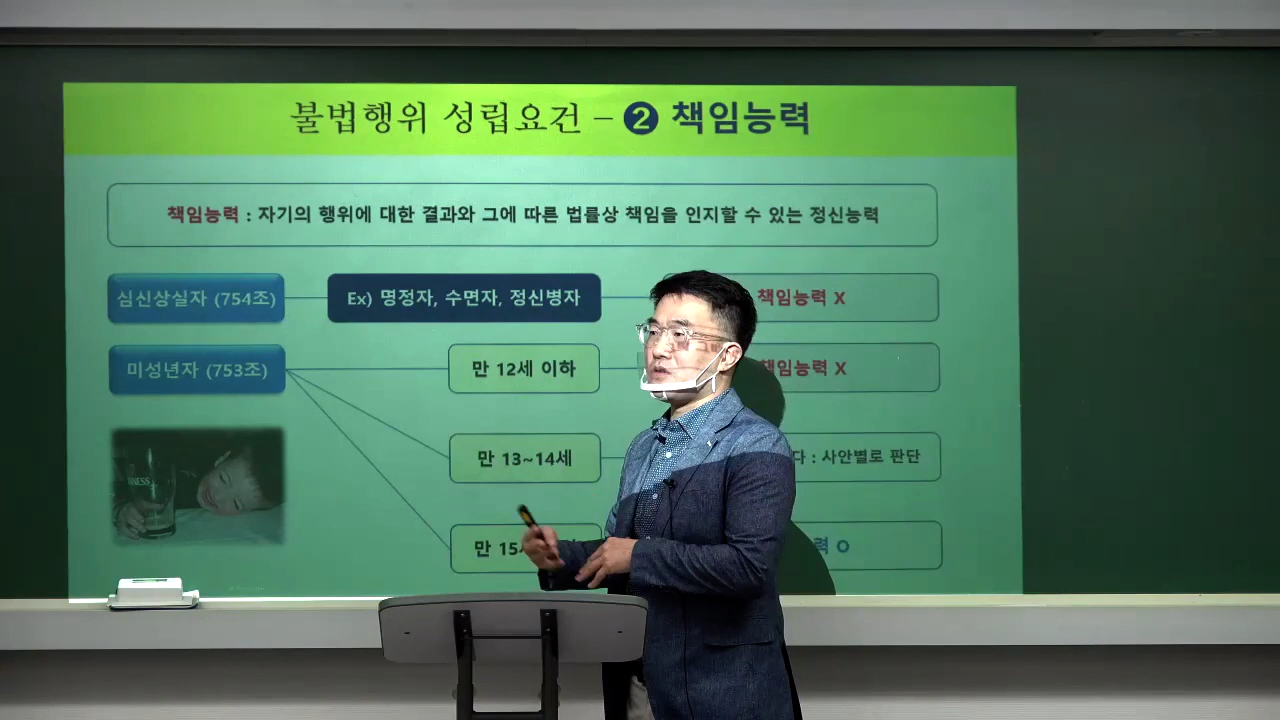 불법행위 성립요건 – ❷ 책임능력
책임능력 : 자기의 행위에 대한 결과와 그에 따른 법률상 책임을 인지할 수 있는 정신능력
심신상실자 (754조)
Ex) 명정자, 수면자, 정신병자
책임능력 X
미성년자 (753조)
만 12세 이하
책임능력 X
만 13~14세
다 : 사안별로 판단
만 15
력 O